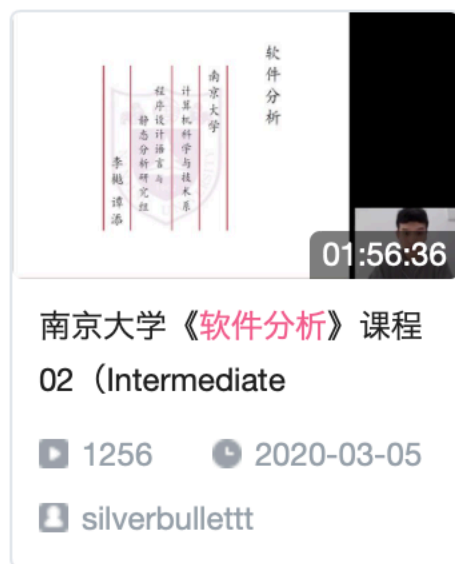 软件分析
南京大学
计算机科学与技术系
程序设计语言与
静态分析研究组
李樾 谭添
01:56:36
南京大学《软件分析》课程
02（Intermediate
1256
2020-03-05
silverbullettt